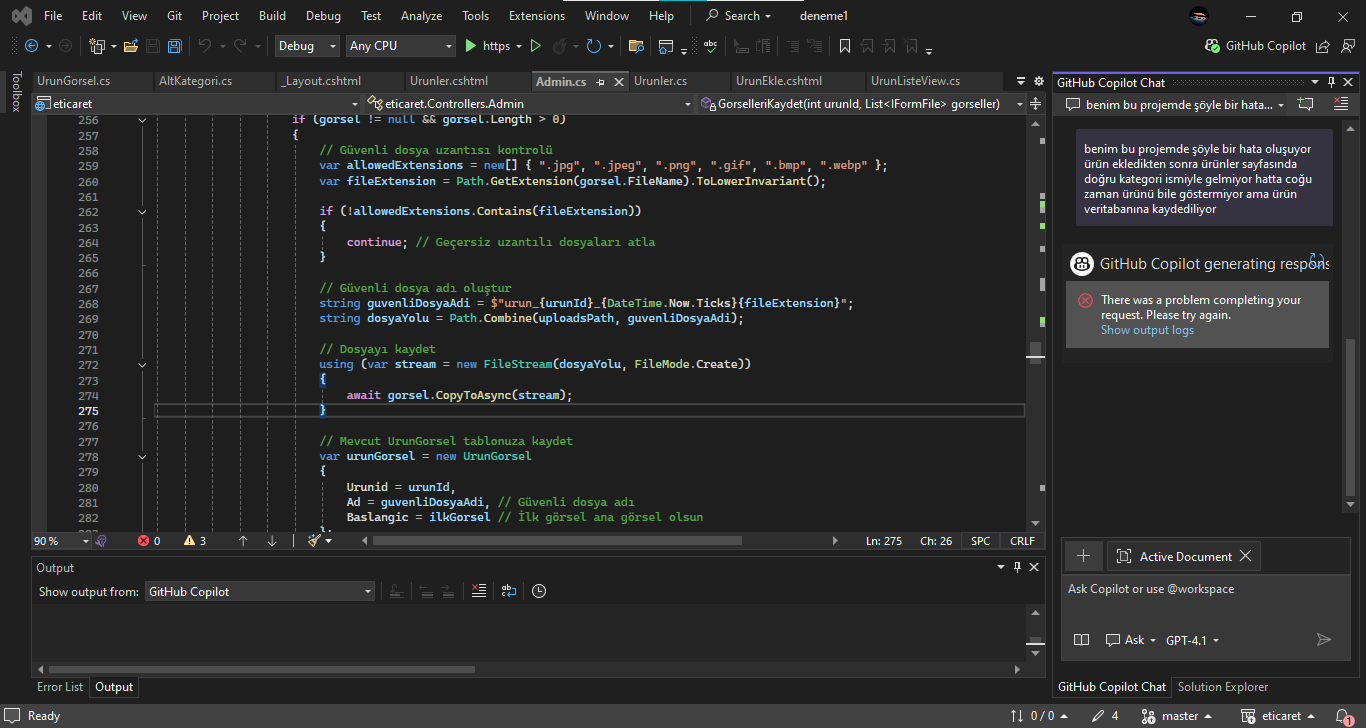 File Edit View Git Project Build Debug Test Analyze Tools Extensions Window Help Search deneme1
Debug Any CPU https GitHub Copilot
Toolbox
UrunGorsel.cs AltKategori.cs _Layout.cshtml Urunler.cshtml Admin.cs Urunler.cs UrunEkle.cshtml UrunListeView.cs
eticaret eticaret.Controllers.Admin GorselleriKaydet(int urunId, List<IFormFile> gorseller)
256 if (gorsel != null && gorsel.Length > 0)
257 {
258 // Güvenli dosya uzantısı kontrolü
259 var allowedExtensions = new[] { ".jpg", ".jpeg", ".png", ".gif", ".bmp", ".webp" };
260 var fileExtension = Path.GetExtension(gorsel.FileName).ToLowerInvariant();
261
262 if (!allowedExtensions.Contains(fileExtension))
263 {
264 continue; // Geçersiz uzantılı dosyaları atla
265 }
266
267 // Güvenli dosya adı oluştur
268 string guvenliDosyaAdi = $"urun_{urunId}_{DateTime.Now.Ticks}{fileExtension}";
269 string dosyaYolu = Path.Combine(uploadsPath, guvenliDosyaAdi);
270
271 // Dosyayı kaydet
272 using (var stream = new FileStream(dosyaYolu, FileMode.Create))
273 {
274 await gorsel.CopyToAsync(stream);
275 }
276
277 // Mevcut UrunGorsel tablonuza kaydet
278 var urunGorsel = new UrunGorsel
279 {
280 Urunid = urunId,
281 Ad = guvenliDosyaAdi, // Güvenli dosya adı
282 Baslangic = ilkGorsel // İlk görsel ana görsel olsun
};
90 % 0 3 Ln: 275 Ch: 26 SPC CRLF
Output
Show output from: GitHub Copilot
Error List Output
GitHub Copilot Chat
benim bu projemde şöyle bir hata...
benim bu projemde şöyle bir hata oluşuyor
ürün ekledikten sonra ürünler sayfasında
doğru kategori ismiyle gelmiyor hatta çoğu
zaman ürünü bile göstermiyor ama ürün
veritabanına kaydediliyor
GitHub Copilot generating respons
There was a problem completing your
request. Please try again.
Show output logs
Active Document
Ask Copilot or use @workspace
Ask GPT-4.1
GitHub Copilot Chat Solution Explorer
Ready 0 / 0 4 master eticaret 1